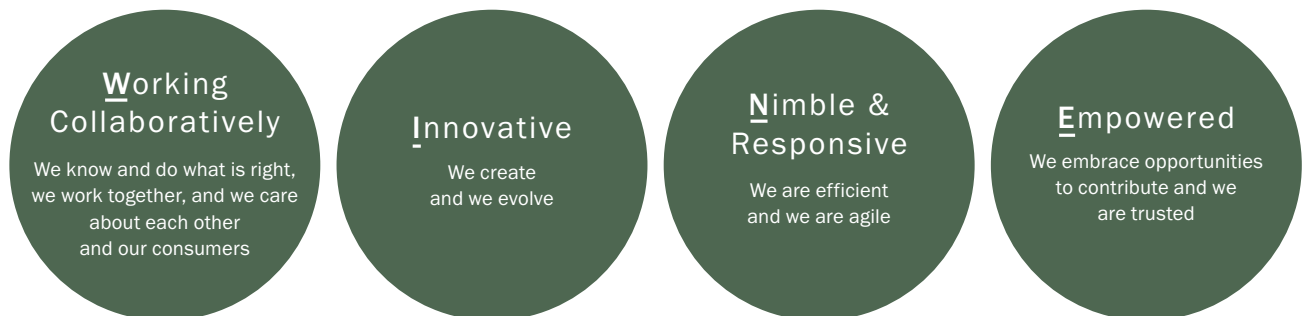 Working
Collaboratively
We know and do what is right,
we work together, and we care
about each other
and our consumers
Innovative
We create
and we evolve
Nimble &
Responsive
We are efficient
and we are agile
Empowered
We embrace opportunities
to contribute and we
are trusted